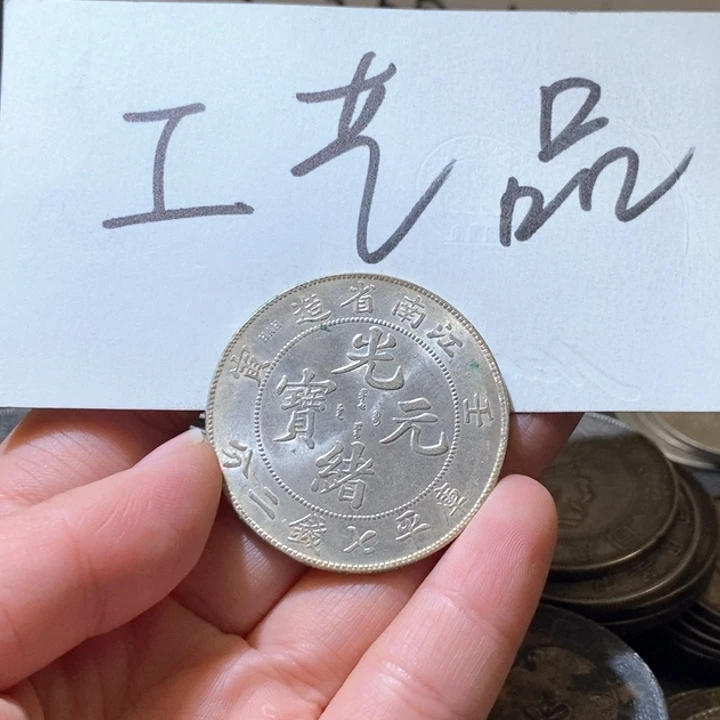 工艺品
江南省造
壬寅
光緒元寶
庫平七錢二分